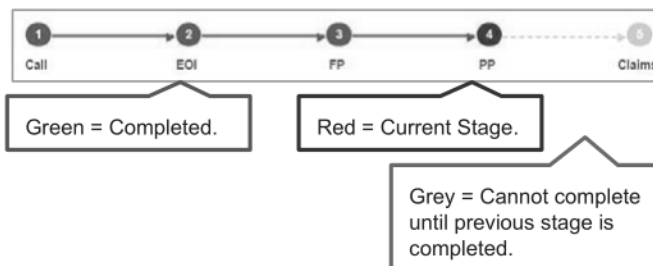 1 2 3 4 5
Call EOI FP PP Claims
Green = Completed.
Red = Current Stage.
Grey = Cannot complete
until previous stage is
completed.